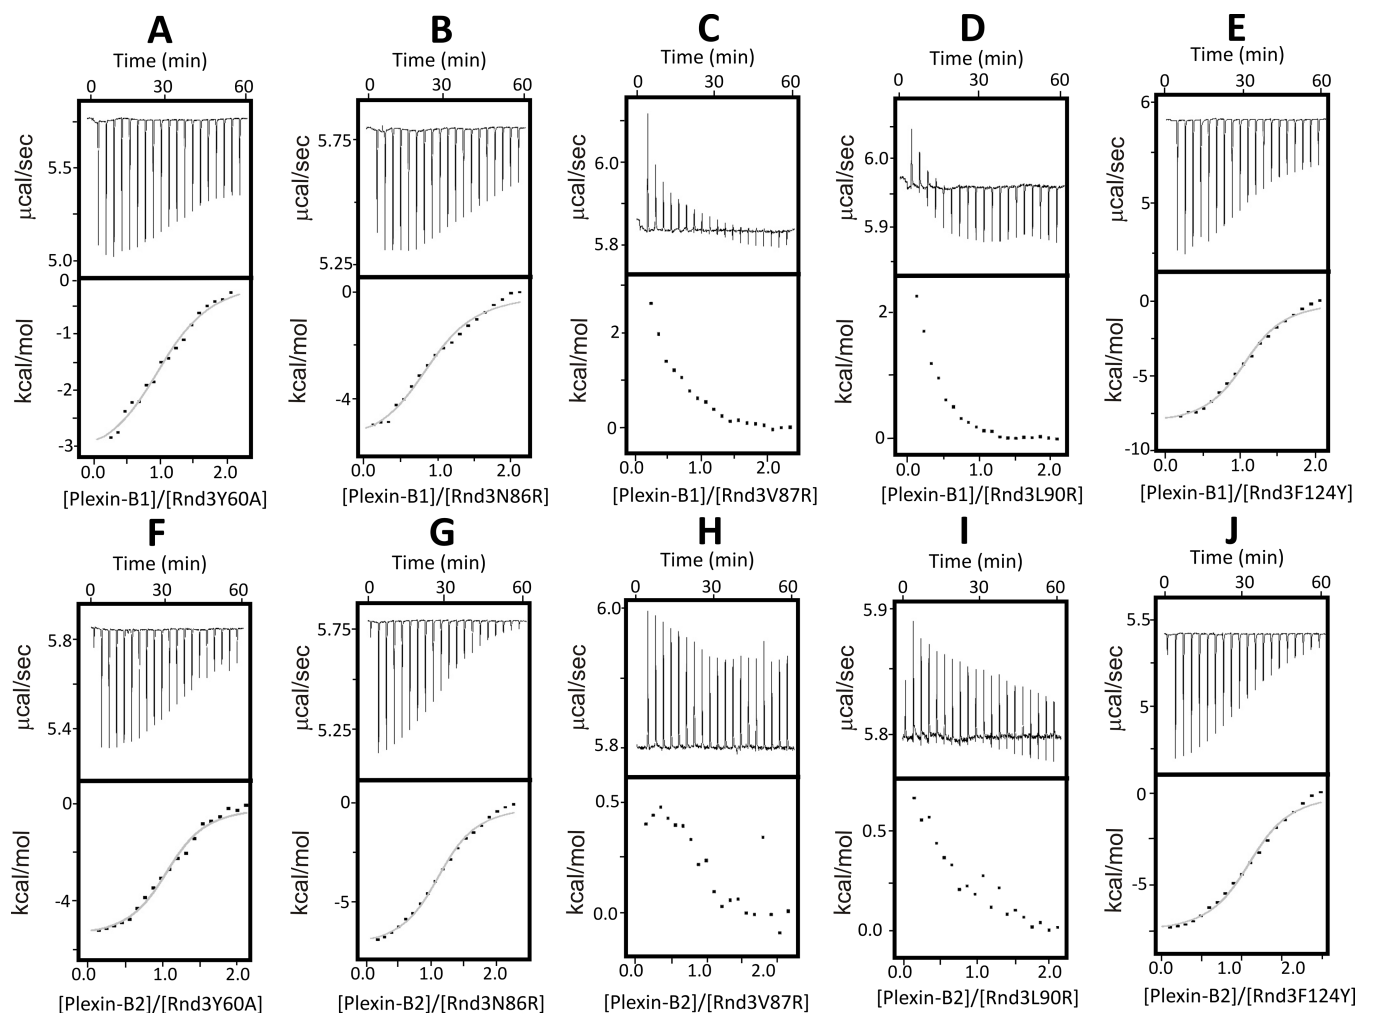 A
B
C
D
E
Time (min)
Time (min)
Time (min)
Time (min)
Time (min)
0 30 60
0 30 60
0 30 60
0 30 60
0 30 60
µcal/sec
5.5
5.0
µcal/sec
5.75
5.25
µcal/sec
6.0
5.8
µcal/sec
6.0
5.9
µcal/sec
6
5
kcal/mol
0
-1
-2
-3
kcal/mol
0
-4
kcal/mol
2
0
kcal/mol
2
0
kcal/mol
0
-5
-10
0.0 1.0 2.0
0.0 1.0 2.0
0.0 1.0 2.0
0.0 1.0 2.0
0.0 1.0 2.0
[Plexin-B1]/[Rnd3Y60A]
[Plexin-B1]/[Rnd3N86R]
[Plexin-B1]/[Rnd3V87R]
[Plexin-B1]/[Rnd3L90R]
[Plexin-B1]/[Rnd3F124Y]
F
G
H
I
J
Time (min)
Time (min)
Time (min)
Time (min)
Time (min)
0 30 60
0 30 60
0 30 60
0 30 60
0 30 60
µcal/sec
5.8
5.4
µcal/sec
5.75
5.25
µcal/sec
6.0
5.8
µcal/sec
5.9
5.8
µcal/sec
5.5
5
kcal/mol
0
-4
kcal/mol
0
-5
kcal/mol
0.5
0.0
kcal/mol
0.5
0.0
kcal/mol
0
-5
0.0 1.0 2.0
0.0 1.0 2.0
0.0 1.0 2.0
0.0 1.0 2.0
0.0 1.0 2.0
[Plexin-B2]/[Rnd3Y60A]
[Plexin-B2]/[Rnd3N86R]
[Plexin-B2]/[Rnd3V87R]
[Plexin-B2]/[Rnd3L90R]
[Plexin-B2]/[Rnd3F124Y]